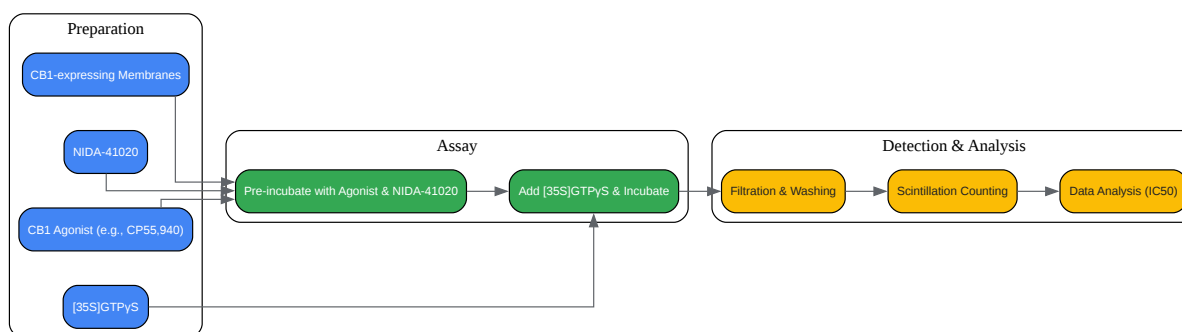 Preparation
CB1-expressing Membranes
NIDA-41020
CB1 Agonist (e.g., CP55,940)
[35S]GTPγS
Assay
Pre-incubate with Agonist & NIDA-41020
Add [35S]GTPγS & Incubate
Detection & Analysis
Filtration & Washing
Scintillation Counting
Data Analysis (IC50)